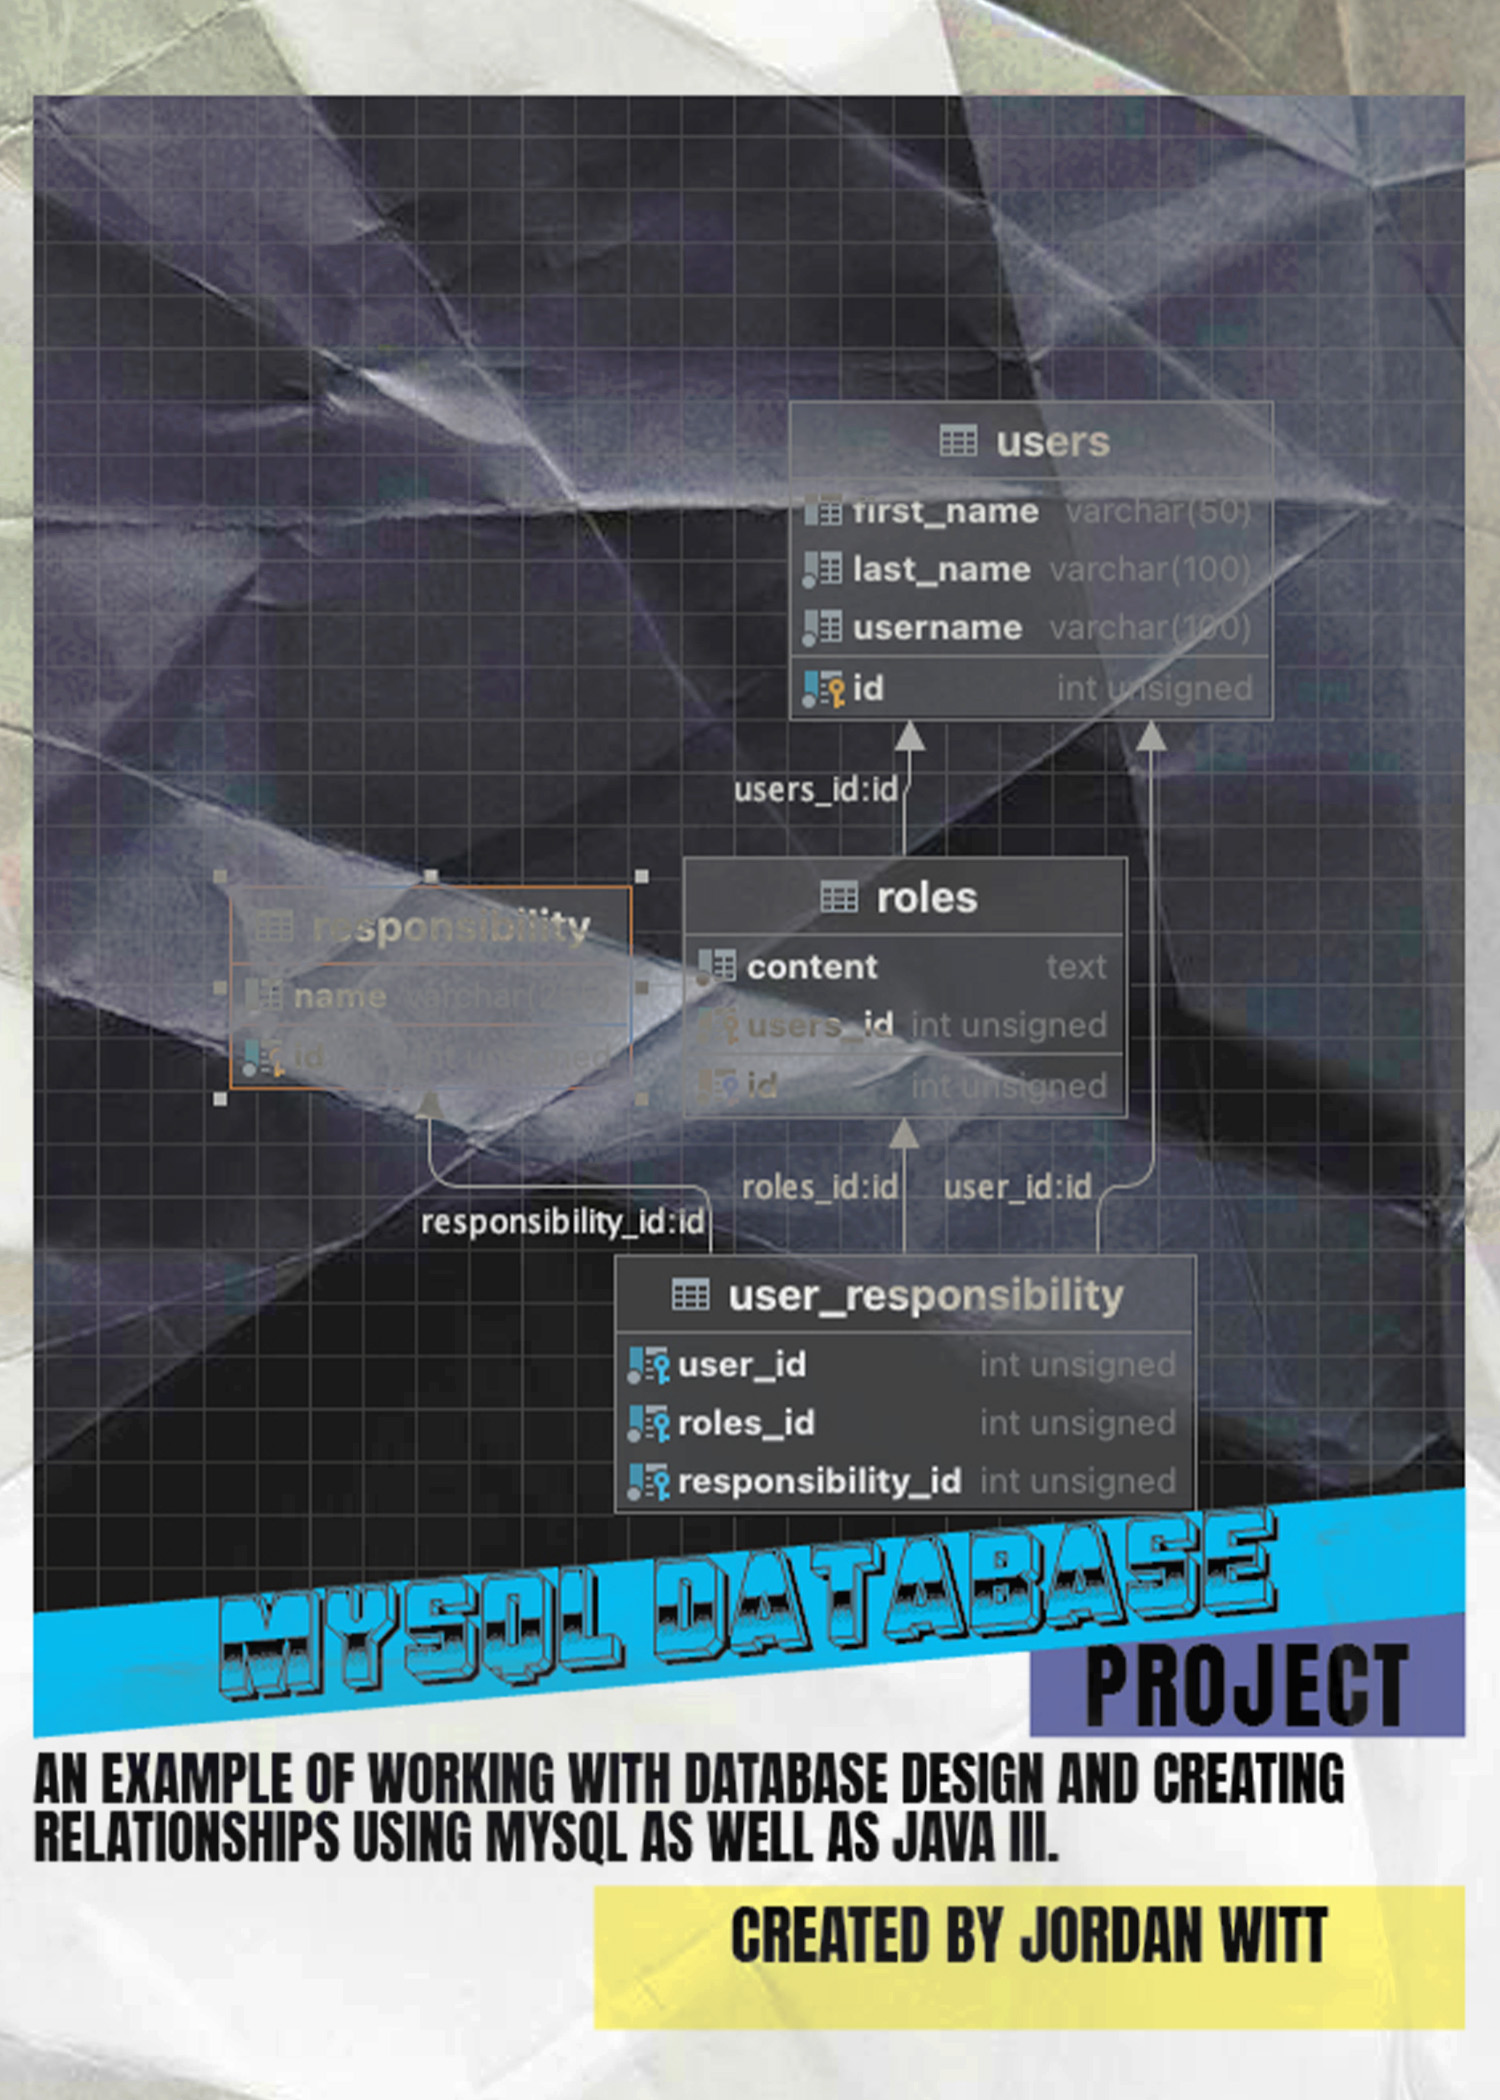 users
first_name varchar(50)
last_name varchar(100)
username varchar(100)
id int unsigned
users_id:id
roles
content text
users_id int unsigned
id int unsigned
responsibility
name
id int unsigned
roles_id:id user_id:id
responsibility_id:id
user_responsibility
user_id int unsigned
roles_id int unsigned
responsibility_id int unsigned
MYSQL DATABASE
PROJECT
AN EXAMPLE OF WORKING WITH DATABASE DESIGN AND CREATING
RELATIONSHIPS USING MYSQL AS WELL AS JAVA III.
CREATED BY JORDAN WITT